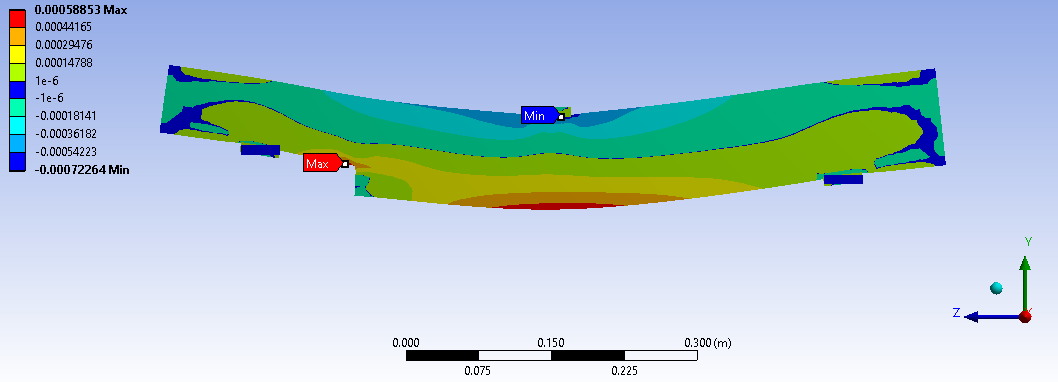 0.00058853 Max
0.00044165
0.00029476
0.00014788
1e-6
-1e-6
-0.00018141
-0.00036182
-0.00054223
-0.00072264 Min
Min
Max
Y
Z
0.000 0.150 0.300 (m)
0.075 0.225